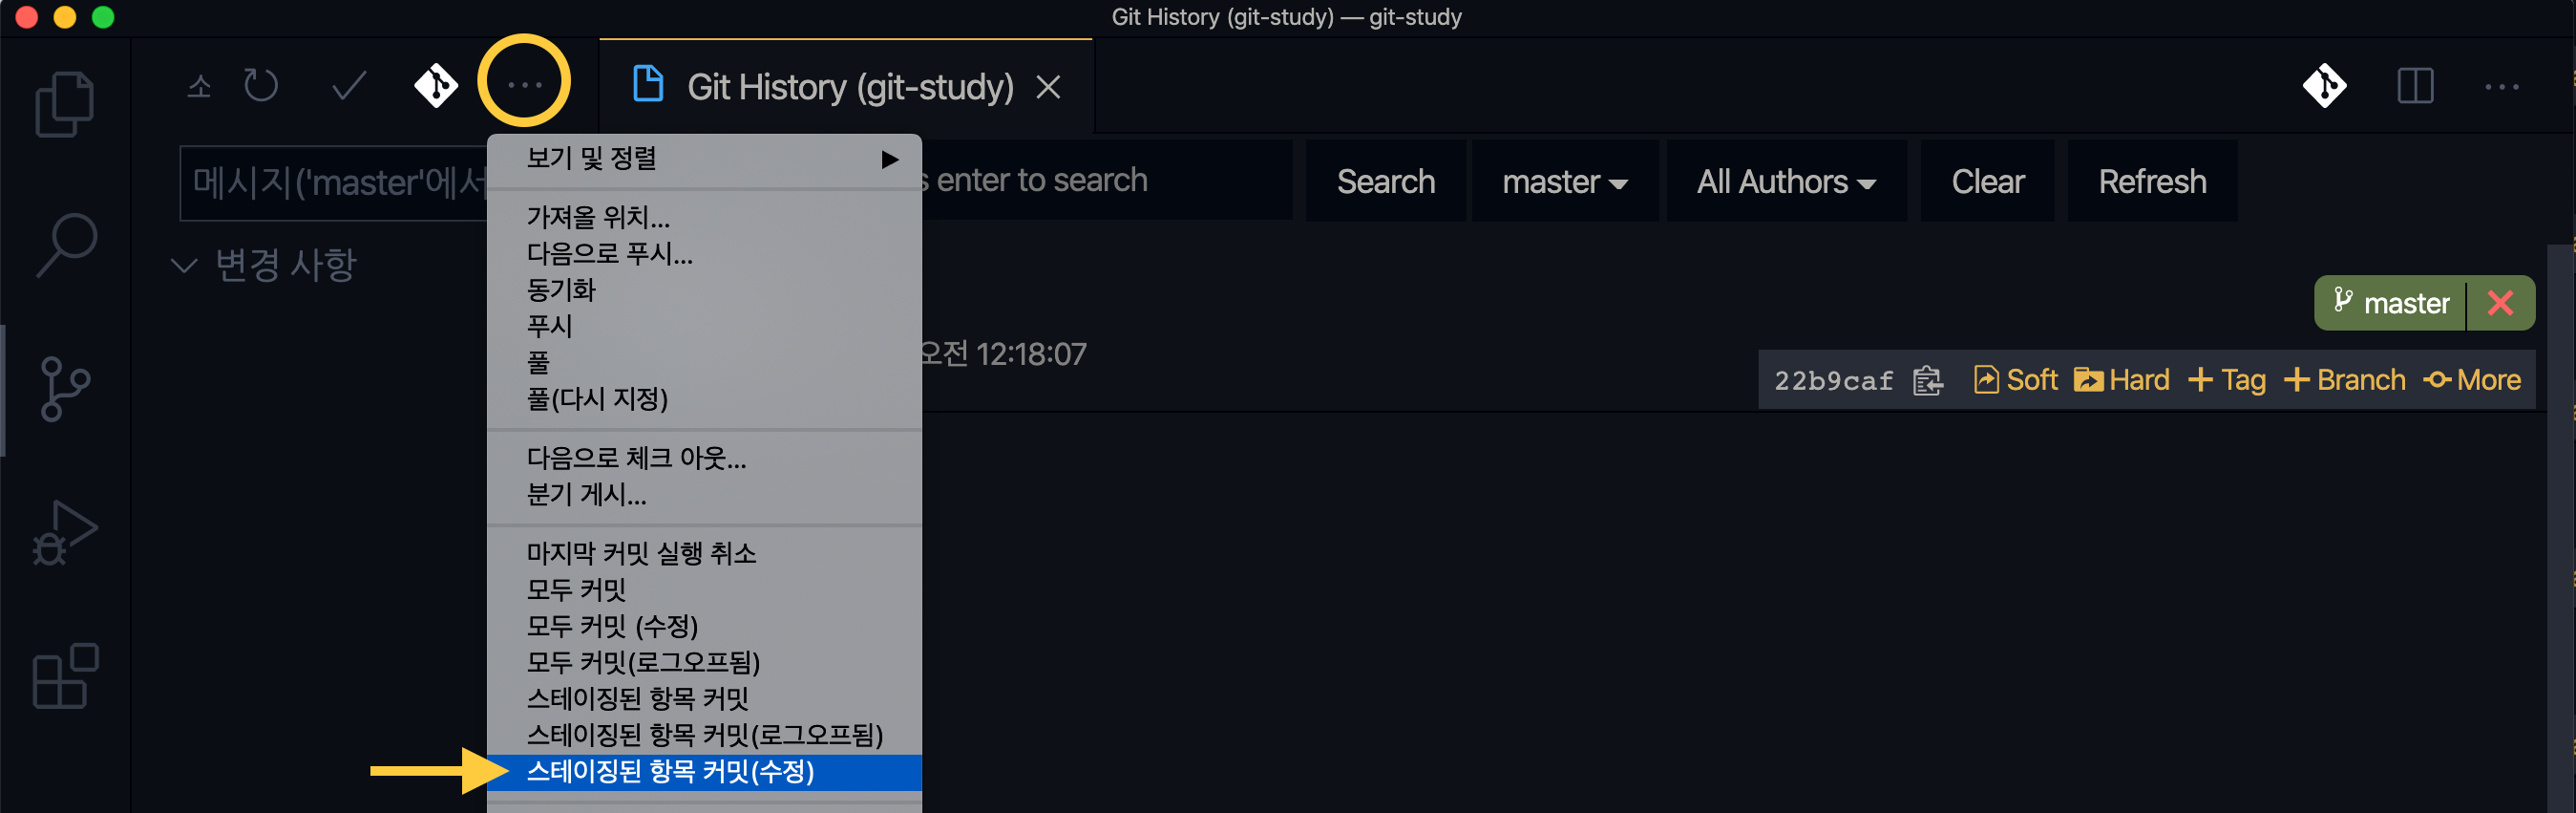 Git History (git-study) — git-study
소
Git History (git-study)
메시지('master'에서
enter to search
Search
master
All Authors
Clear
Refresh
변경 사항
보기 및 정렬
가져올 위치...
다음으로 푸시...
동기화
푸시
풀
풀(다시 지정)
다음으로 체크 아웃...
분기 게시...
마지막 커밋 실행 취소
모두 커밋
모두 커밋 (수정)
모두 커밋(로그오프됨)
스테이징된 항목 커밋
스테이징된 항목 커밋(로그오프됨)
스테이징된 항목 커밋(수정)
master
오전 12:18:07
22b9caf Soft Hard Tag Branch More